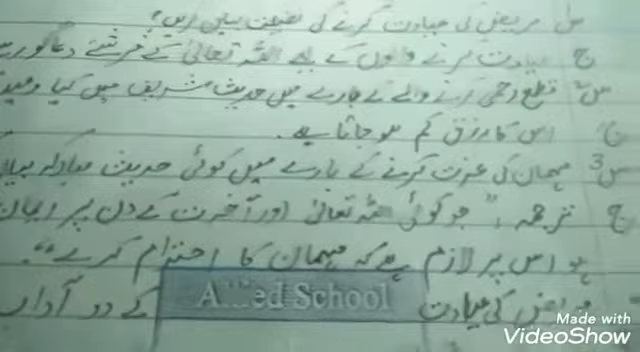 س1 مریض کی عیادت کرنے کی فضیلت بیان کریں؟
ج عیادت کرنے والوں کے لیے اللہ تعالیٰ کے فرشتے دعا گو رہتے
س2 قطع رحمی کرنے والے کے بارے میں حدیث شریف میں کیا وعید
ج اس کا رزق کم ہو جاتا ہے۔
س3 مہمان کی عزت کرنے کے بارے میں کوئی حدیث مبارکہ بیان
ج ترجمہ: "جو کوئی اللہ تعالیٰ اور آخرت کے دن پر ایمان
ہو اس پر لازم ہے کہ مہمان کا احترام کرے"۔
کی عیادت کے دو آداب
Allied School
Made with
VideoShow